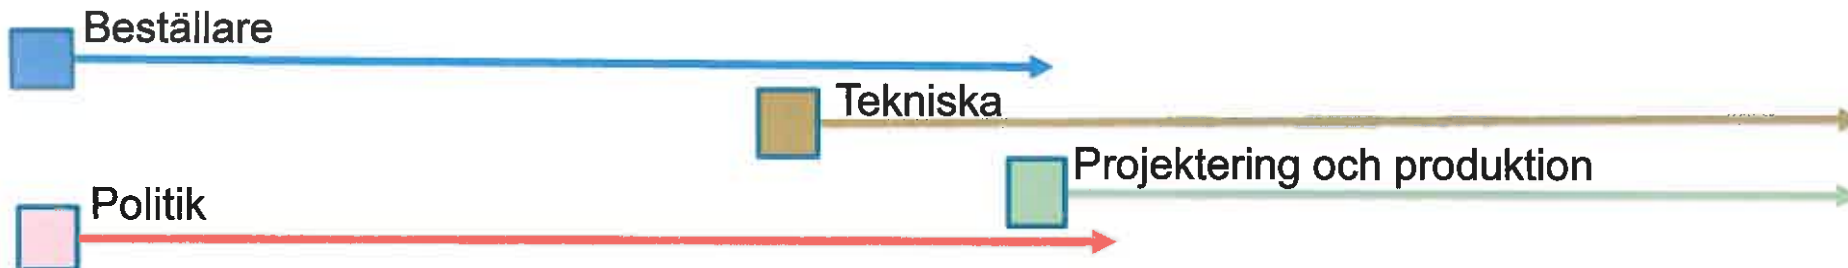 Beställare
Tekniska
Projektering och produktion
Politik